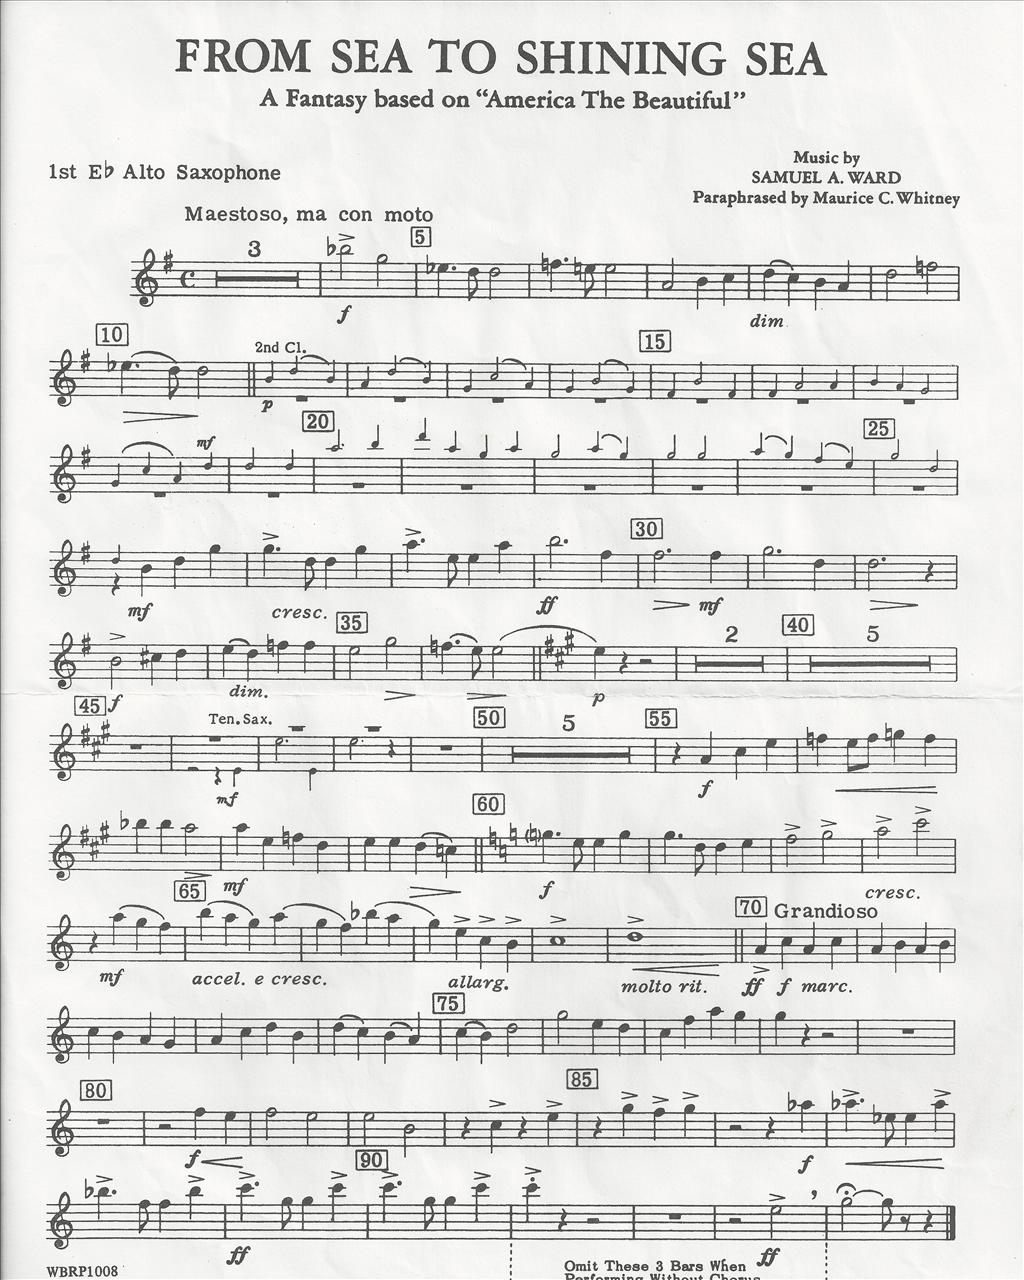 FROM SEA TO SHINING SEA
A Fantasy based on "America The Beautiful"
1st E♭ Alto Saxophone
Music by
SAMUEL A. WARD
Paraphrased by Maurice C. Whitney
Maestoso, ma con moto
3 5
f dim
10 2nd Cl. 15
p
mf 20 25
30
mf cresc. ff mf
35 2 40 5
f dim. p
45 Ten. Sax. 50 5 55
mf f
60
mf f cresc.
65 70 Grandioso
mf accel. e cresc. allarg. molto rit. ff f marc.
75
80 85
f f
90
ff ff
WBRP1008
Omit These 3 Bars When
Performing Without Chorus